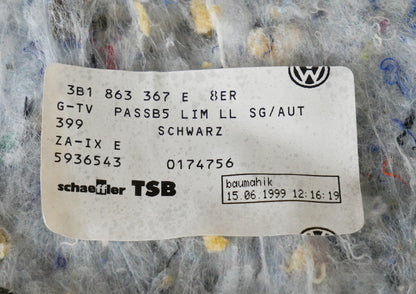 3B1 863 367 E 8ER
G-TV PASSB5 LIM LL SG/AUT
399 SCHWARZ
ZA-IX E
5936543 0174756
schaeffler TSB
baumahik
15.06.1999 12:16:19